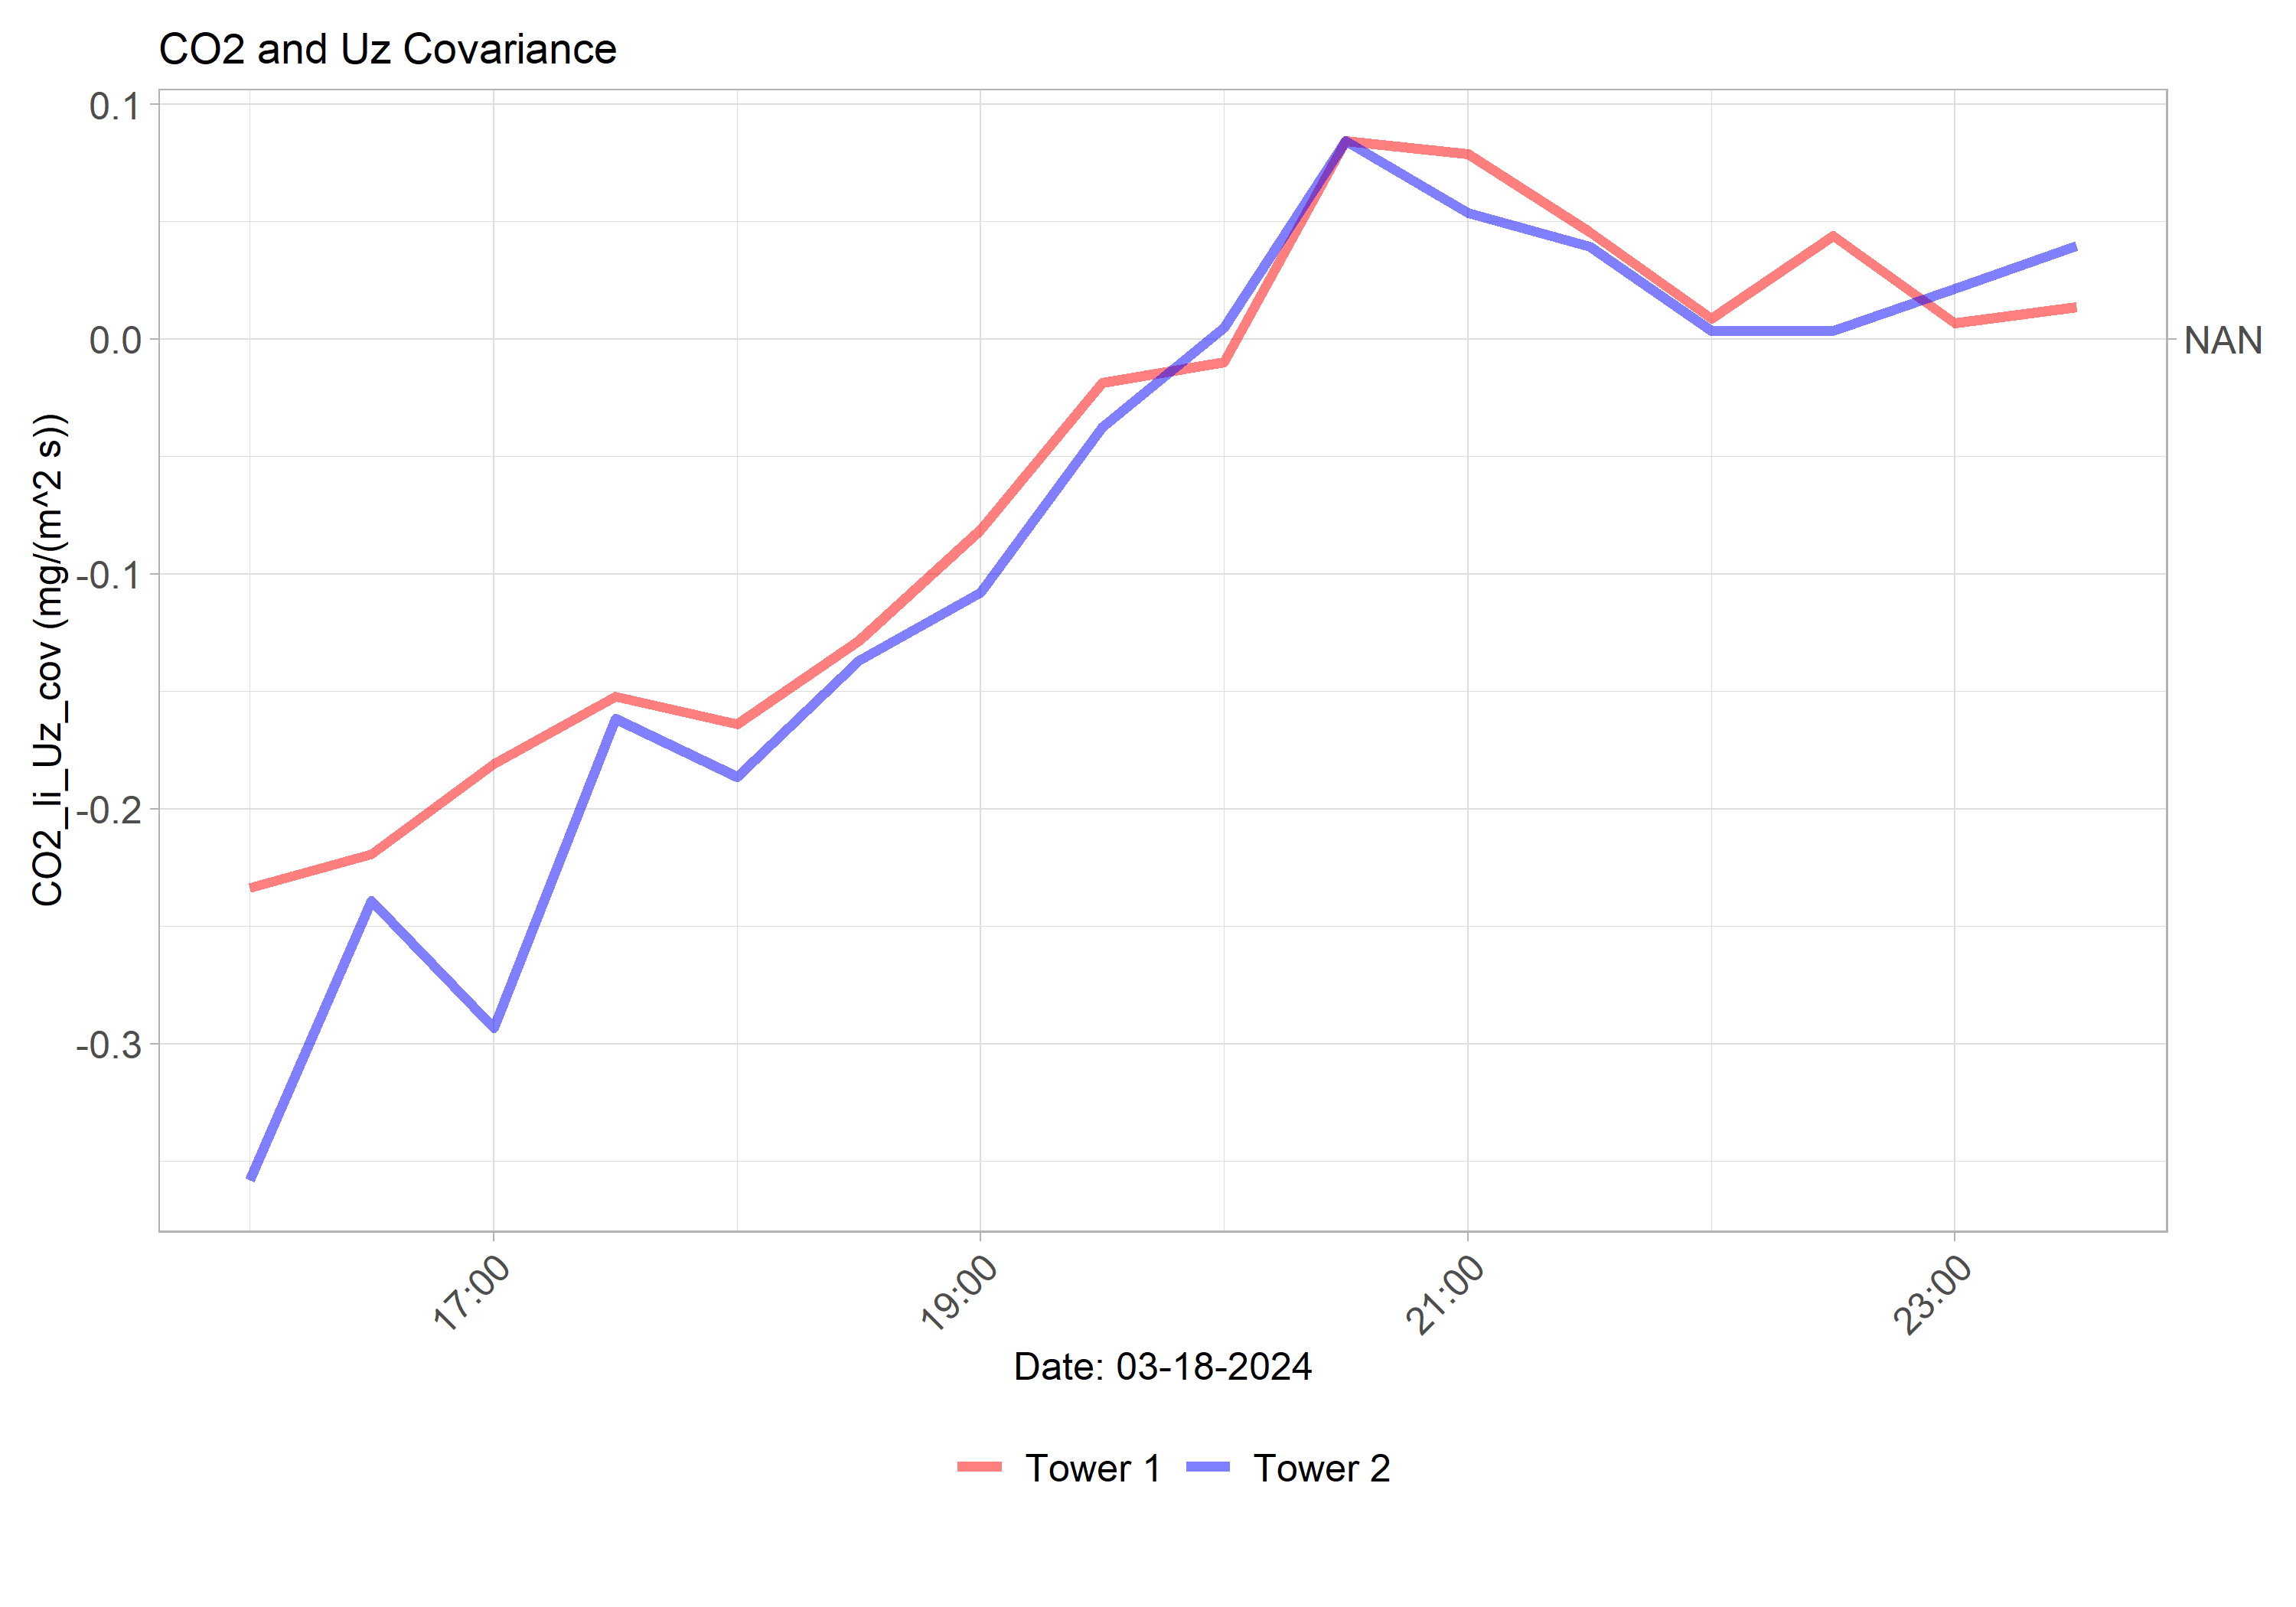 CO2 and Uz Covariance
CO2_li_Uz_cov (mg/(m^2 s))
0.1
0.0
-0.1
-0.2
-0.3
NAN
17:00
19:00
21:00
23:00
Date: 03-18-2024
Tower 1
Tower 2